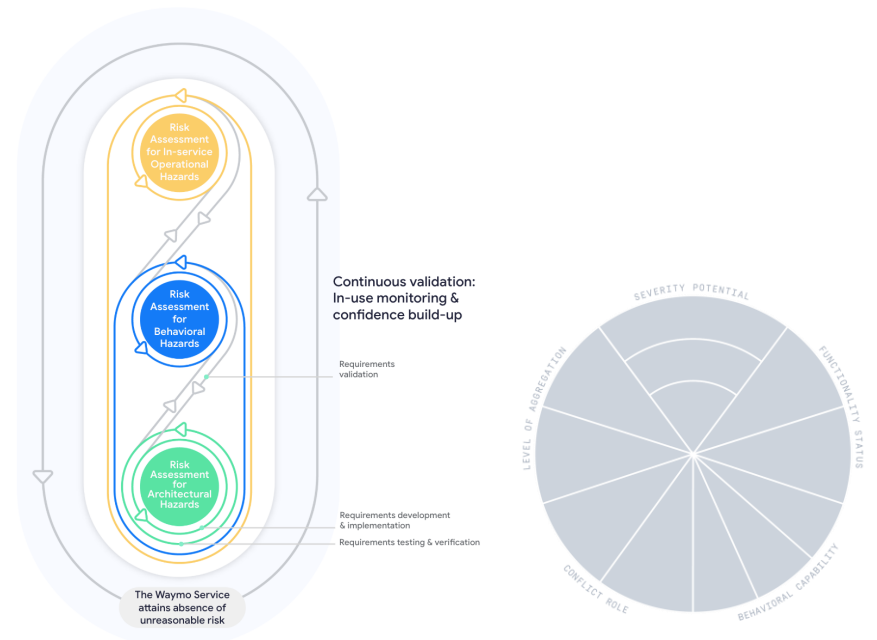 Risk
Assessment
for In-service
Operational
Hazards
Risk
Assessment
for
Behavioral
Hazards
Risk
Assessment
for
Architectural
Hazards
The Waymo Service
attains absence of
unreasonable risk
Continuous validation:
In-use monitoring &
confidence build-up
Requirements
validation
Requirements development
& implementation
Requirements testing & verification
SEVERITY POTENTIAL
FUNCTIONALITY STATUS
BEHAVIORAL CAPABILITY
CONFLICT ROLE
LEVEL OF AGGREGATION